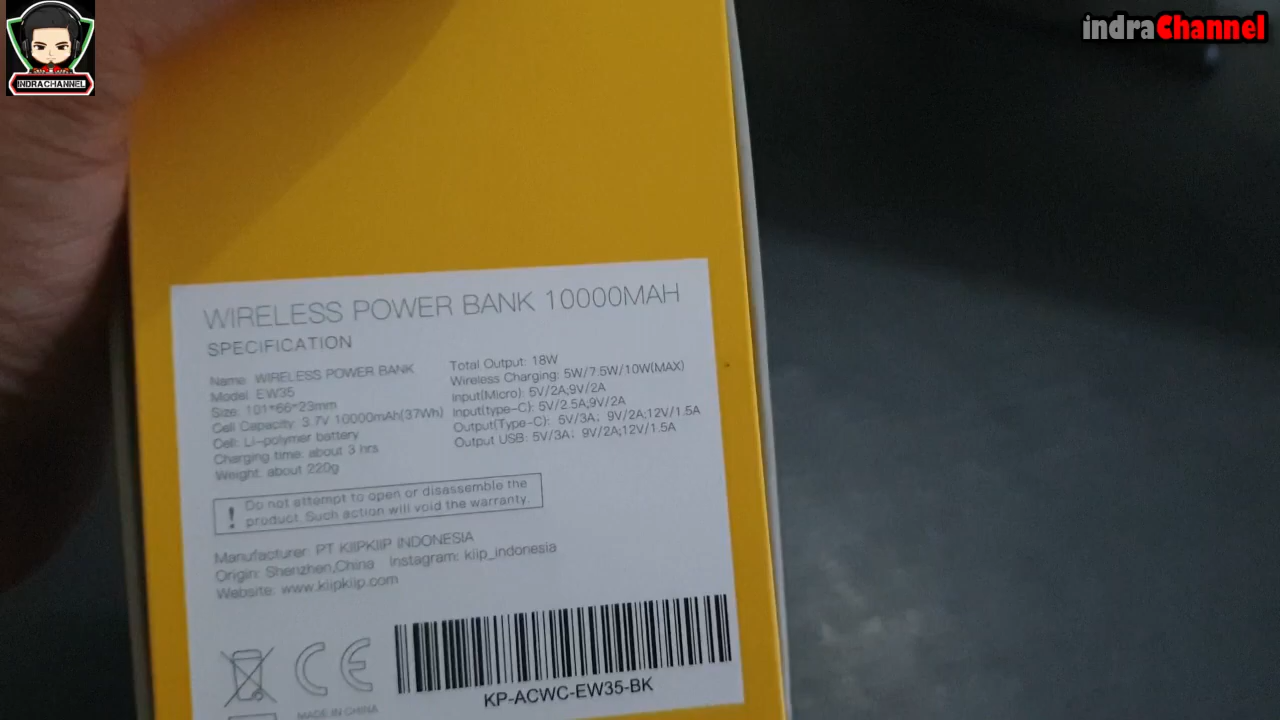 INDRACHANNEL
indraChannel
WIRELESS POWER BANK 10000MAH
SPECIFICATION
Name: WIRELESS POWER BANK
Model: EW35
Size: 101*66*23mm
Cell Capacity: 3.7V 10000mAh(37Wh)
Cell: Li-polymer battery
Charging time: about 3 hrs
Weight: about 220g
Total Output: 18W
Wireless Charging: 5W/7.5W/10W(MAX)
Input(Micro): 5V/2A,9V/2A
Input(type-C): 5V/2.5A,9V/2A
Output(Type-C): 5V/3A; 9V/2A;12V/1.5A
Output USB: 5V/3A; 9V/2A;12V/1.5A
! Do not attempt to open or disassemble the
product. Such action will void the warranty.
Manufacturer: PT KIIPKIIP INDONESIA
Origin: Shenzhen,China Instagram: kiip_indonesia
Website: www.kiipkiip.com
CE
MADE IN CHINA
KP-ACWC-EW35-BK